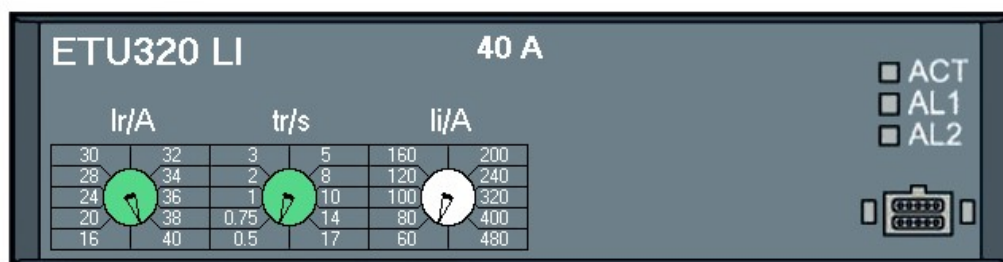 ETU320 LI 40 A
ACT
AL1
AL2
Ir/A tr/s Ii/A
30 32 3 5 160 200
28 34 2 8 120 240
24 36 1 10 100 320
20 38 0.75 14 80 400
16 40 0.5 17 60 480